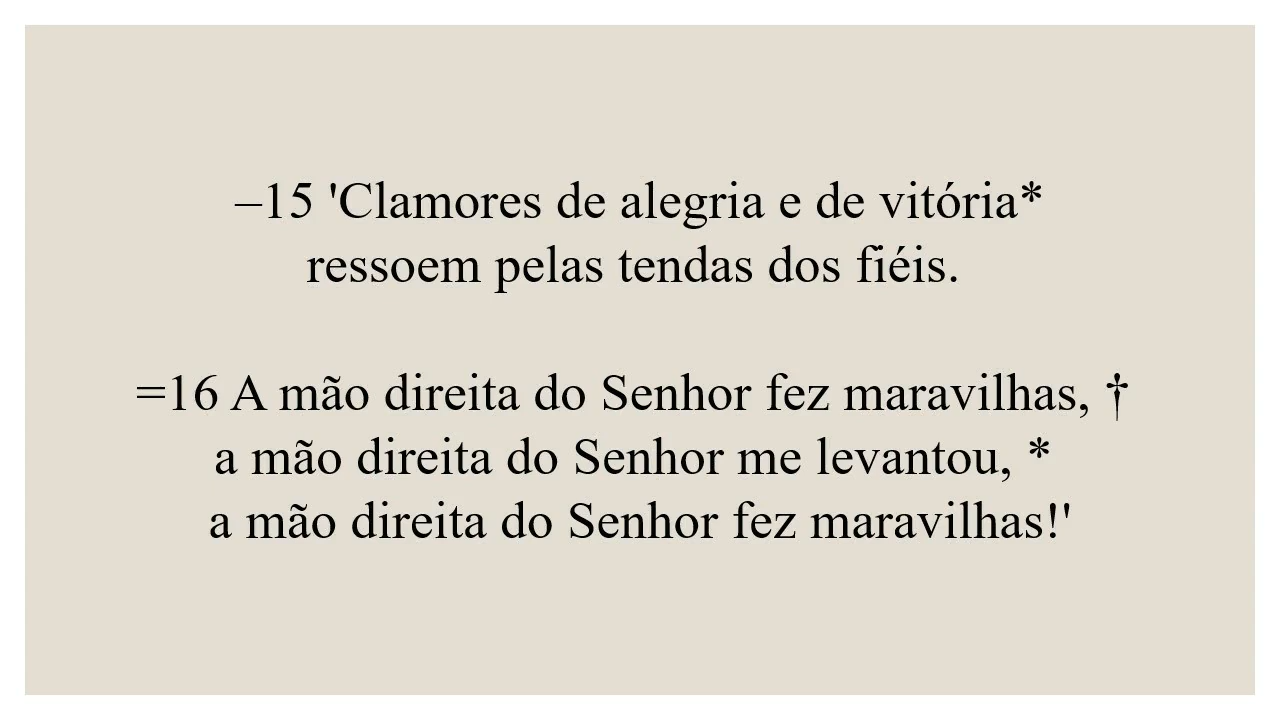 –15 'Clamores de alegria e de vitória*
ressoem pelas tendas dos fiéis.
=16 A mão direita do Senhor fez maravilhas, †
a mão direita do Senhor me levantou, *
a mão direita do Senhor fez maravilhas!'